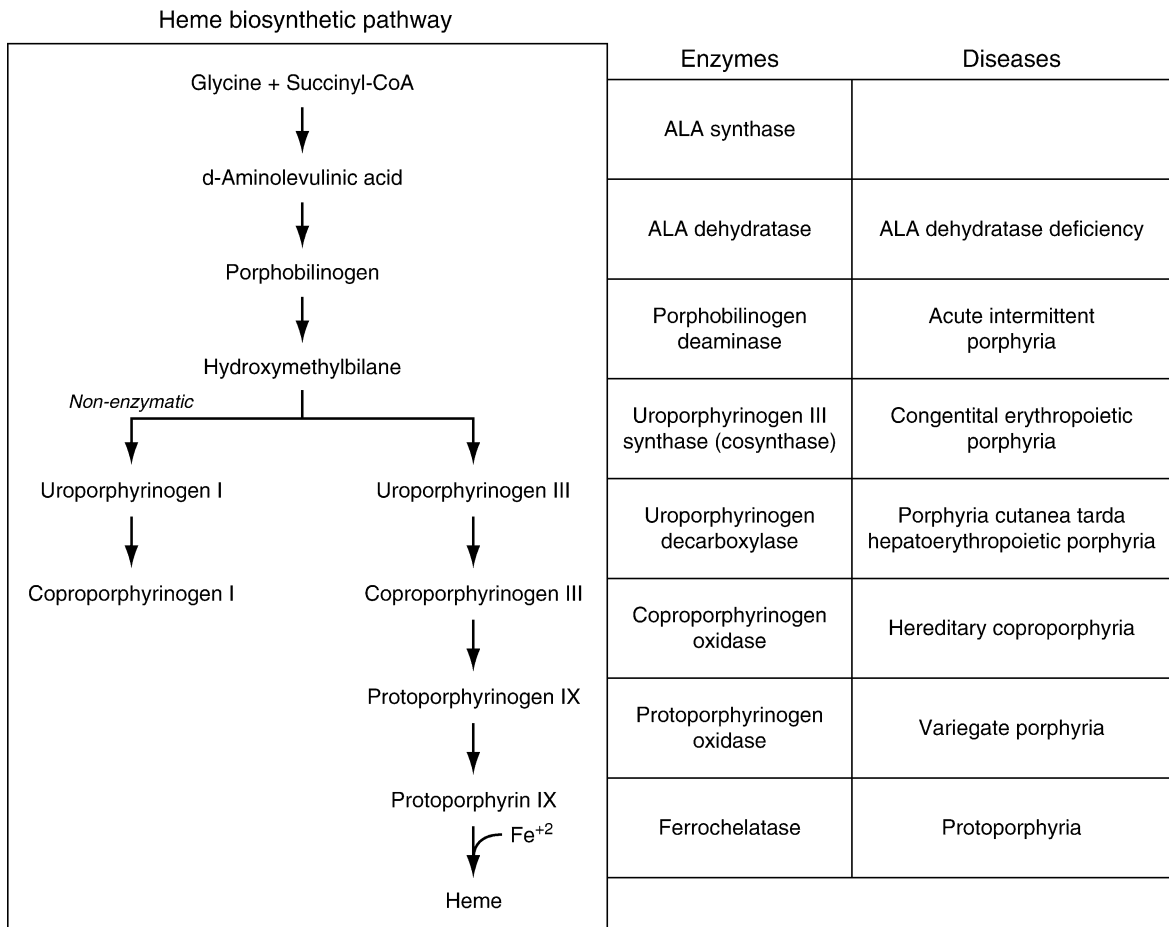 Heme biosynthetic pathway
Enzymes
Diseases
Glycine + Succinyl-CoA
d-Aminolevulinic acid
Porphobilinogen
Hydroxymethylbilane
Non-enzymatic
Uroporphyrinogen I
Uroporphyrinogen III
Coproporphyrinogen I
Coproporphyrinogen III
Protoporphyrinogen IX
Protoporphyrin IX
Fe+2
Heme
ALA synthase
ALA dehydratase
ALA dehydratase deficiency
Porphobilinogen
deaminase
Acute intermittent
porphyria
Uroporphyrinogen III
synthase (cosynthase)
Congentital erythropoietic
porphyria
Uroporphyrinogen
decarboxylase
Porphyria cutanea tarda
hepatoerythropoietic porphyria
Coproporphyrinogen
oxidase
Hereditary coproporphyria
Protoporphyrinogen
oxidase
Variegate porphyria
Ferrochelatase
Protoporphyria